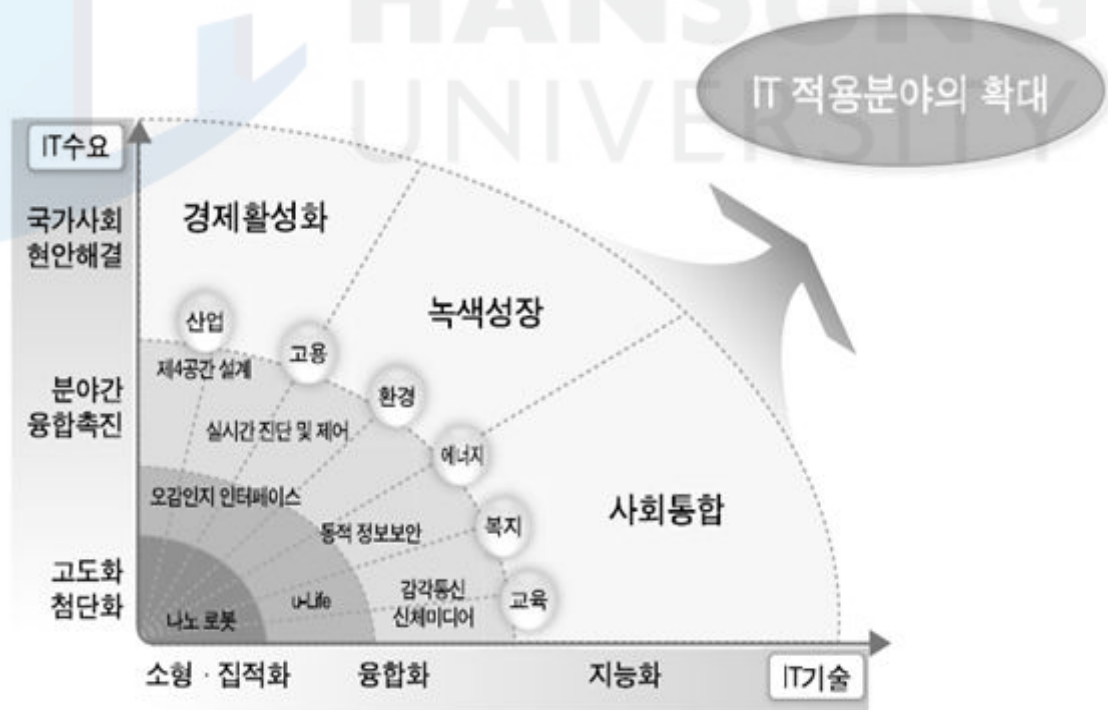 HANSUNG
UNIVERSITY
IT 적용분야의 확대
IT수요
국가사회
현안해결
경제활성화
녹색성장
산업
고용
제4공간 설계
환경
분야간
융합촉진
실시간 진단 및 제어
에너지
오감인지 인터페이스
사회통합
동적 정보보안
복지
고도화
첨단화
u-Life
감각통신
신체미디어
교육
나노 로봇
소형·집적화
융합화
지능화
IT기술